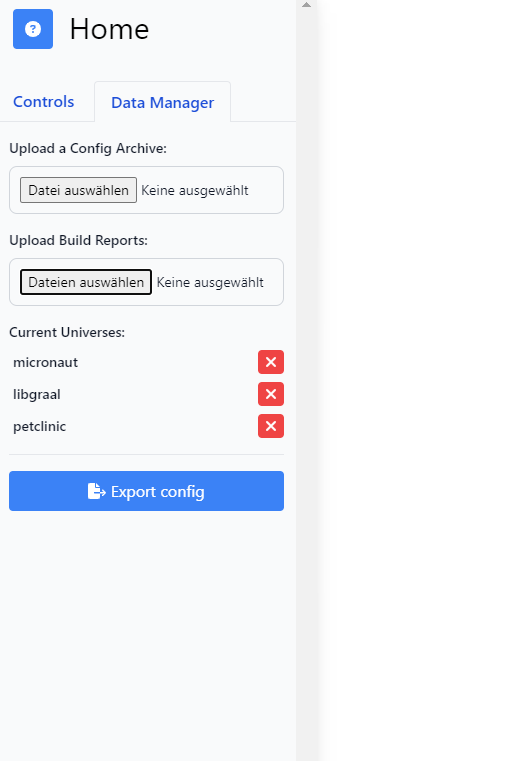 Home
Controls
Data Manager
Upload a Config Archive:
Datei auswählen Keine ausgewählt
Upload Build Reports:
Dateien auswählen Keine ausgewählt
Current Universes:
micronaut
libgraal
petclinic
Export config